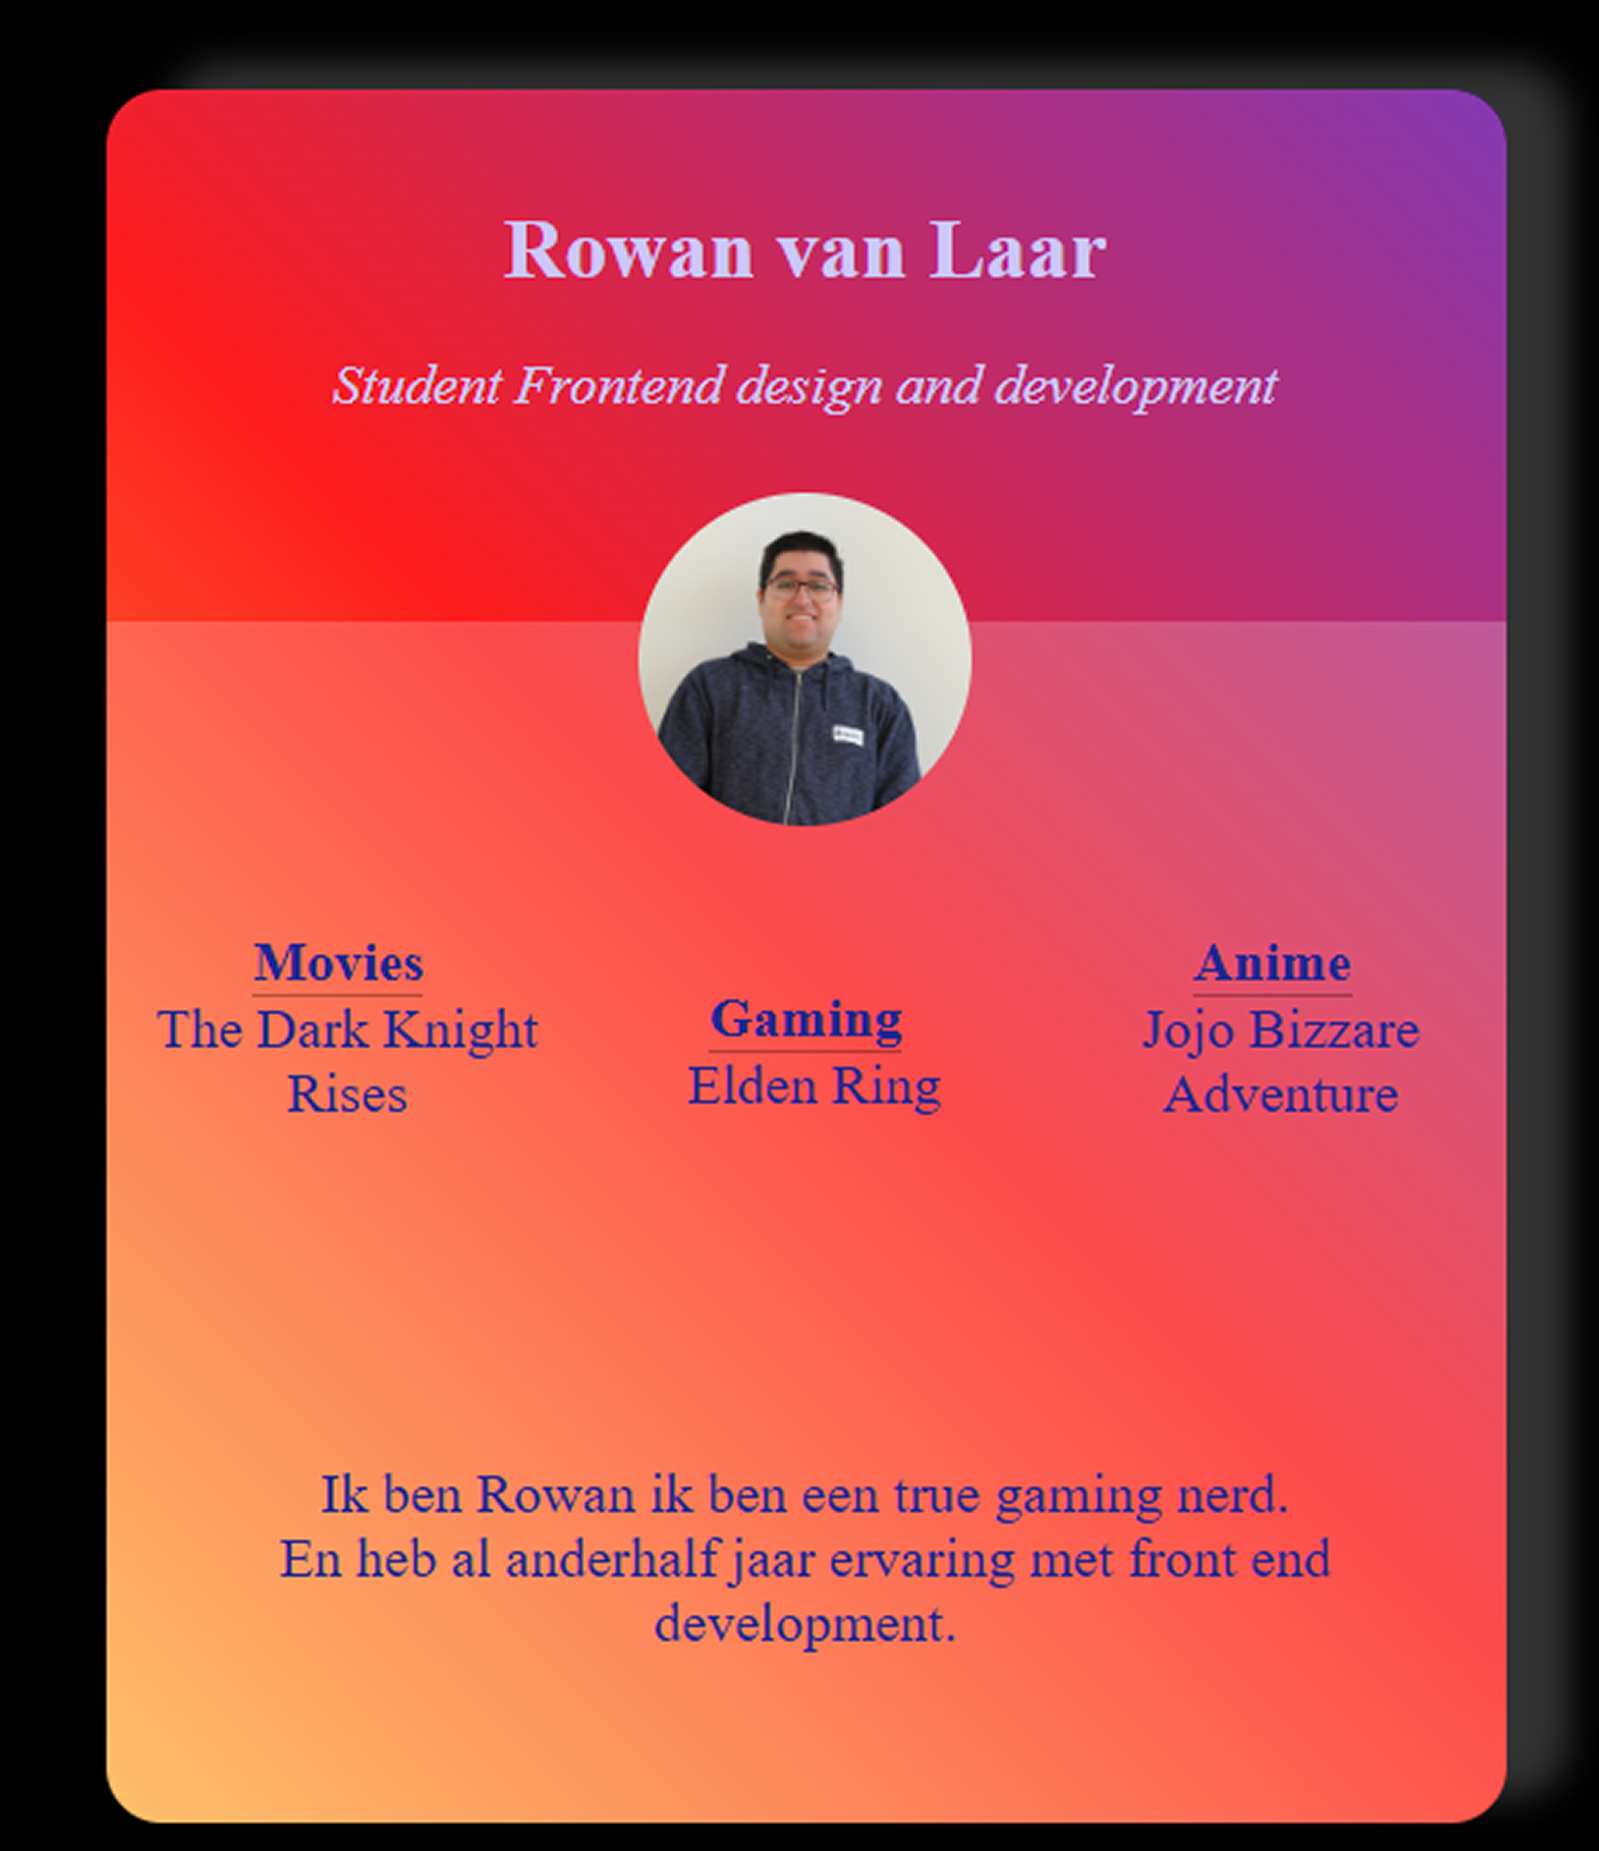 Rowan van Laar
Student Frontend design and development
Movies
The Dark Knight
Rises
Gaming
Elden Ring
Anime
Jojo Bizzare
Adventure
Ik ben Rowan ik ben een true gaming nerd.
En heb al anderhalf jaar ervaring met front end
development.